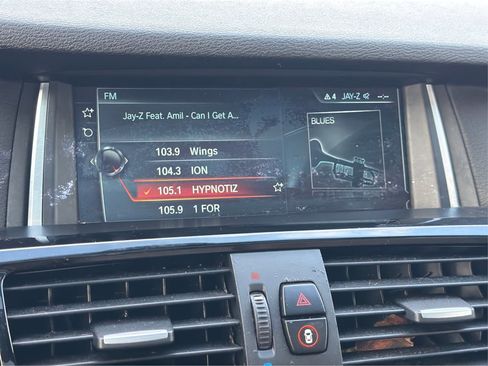 FM
4 JAY-Z --:--
Jay-Z Feat. Amil - Can I Get A...
BLUES
103.9 Wings
104.3 ION
105.1 HYPNOTIZ
105.9 1 FOR